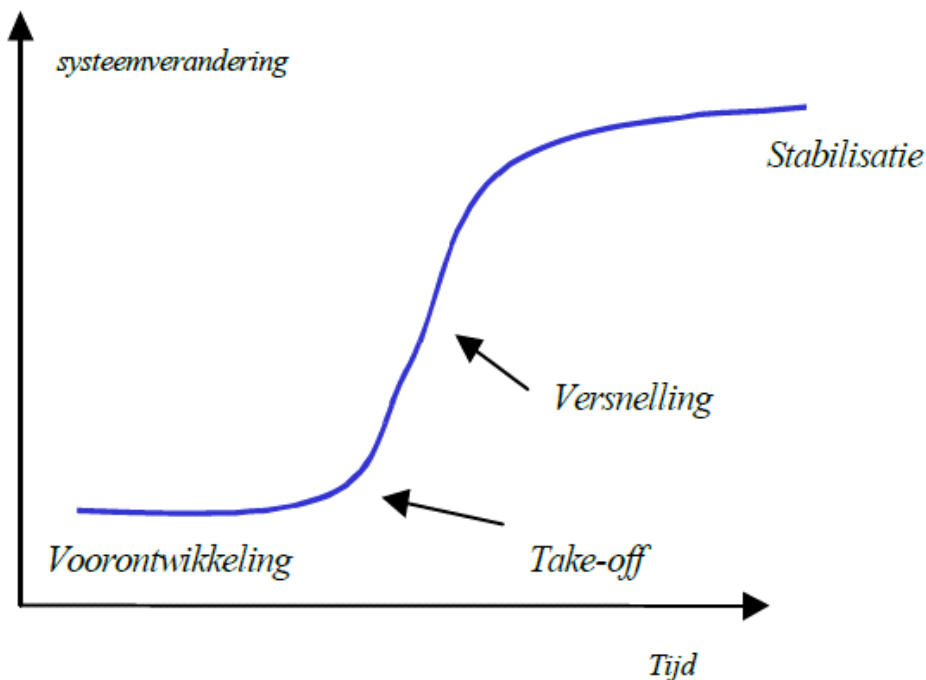 systeemverandering
Stabilisatie
Versnelling
Voorontwikkeling
Take-off
Tijd